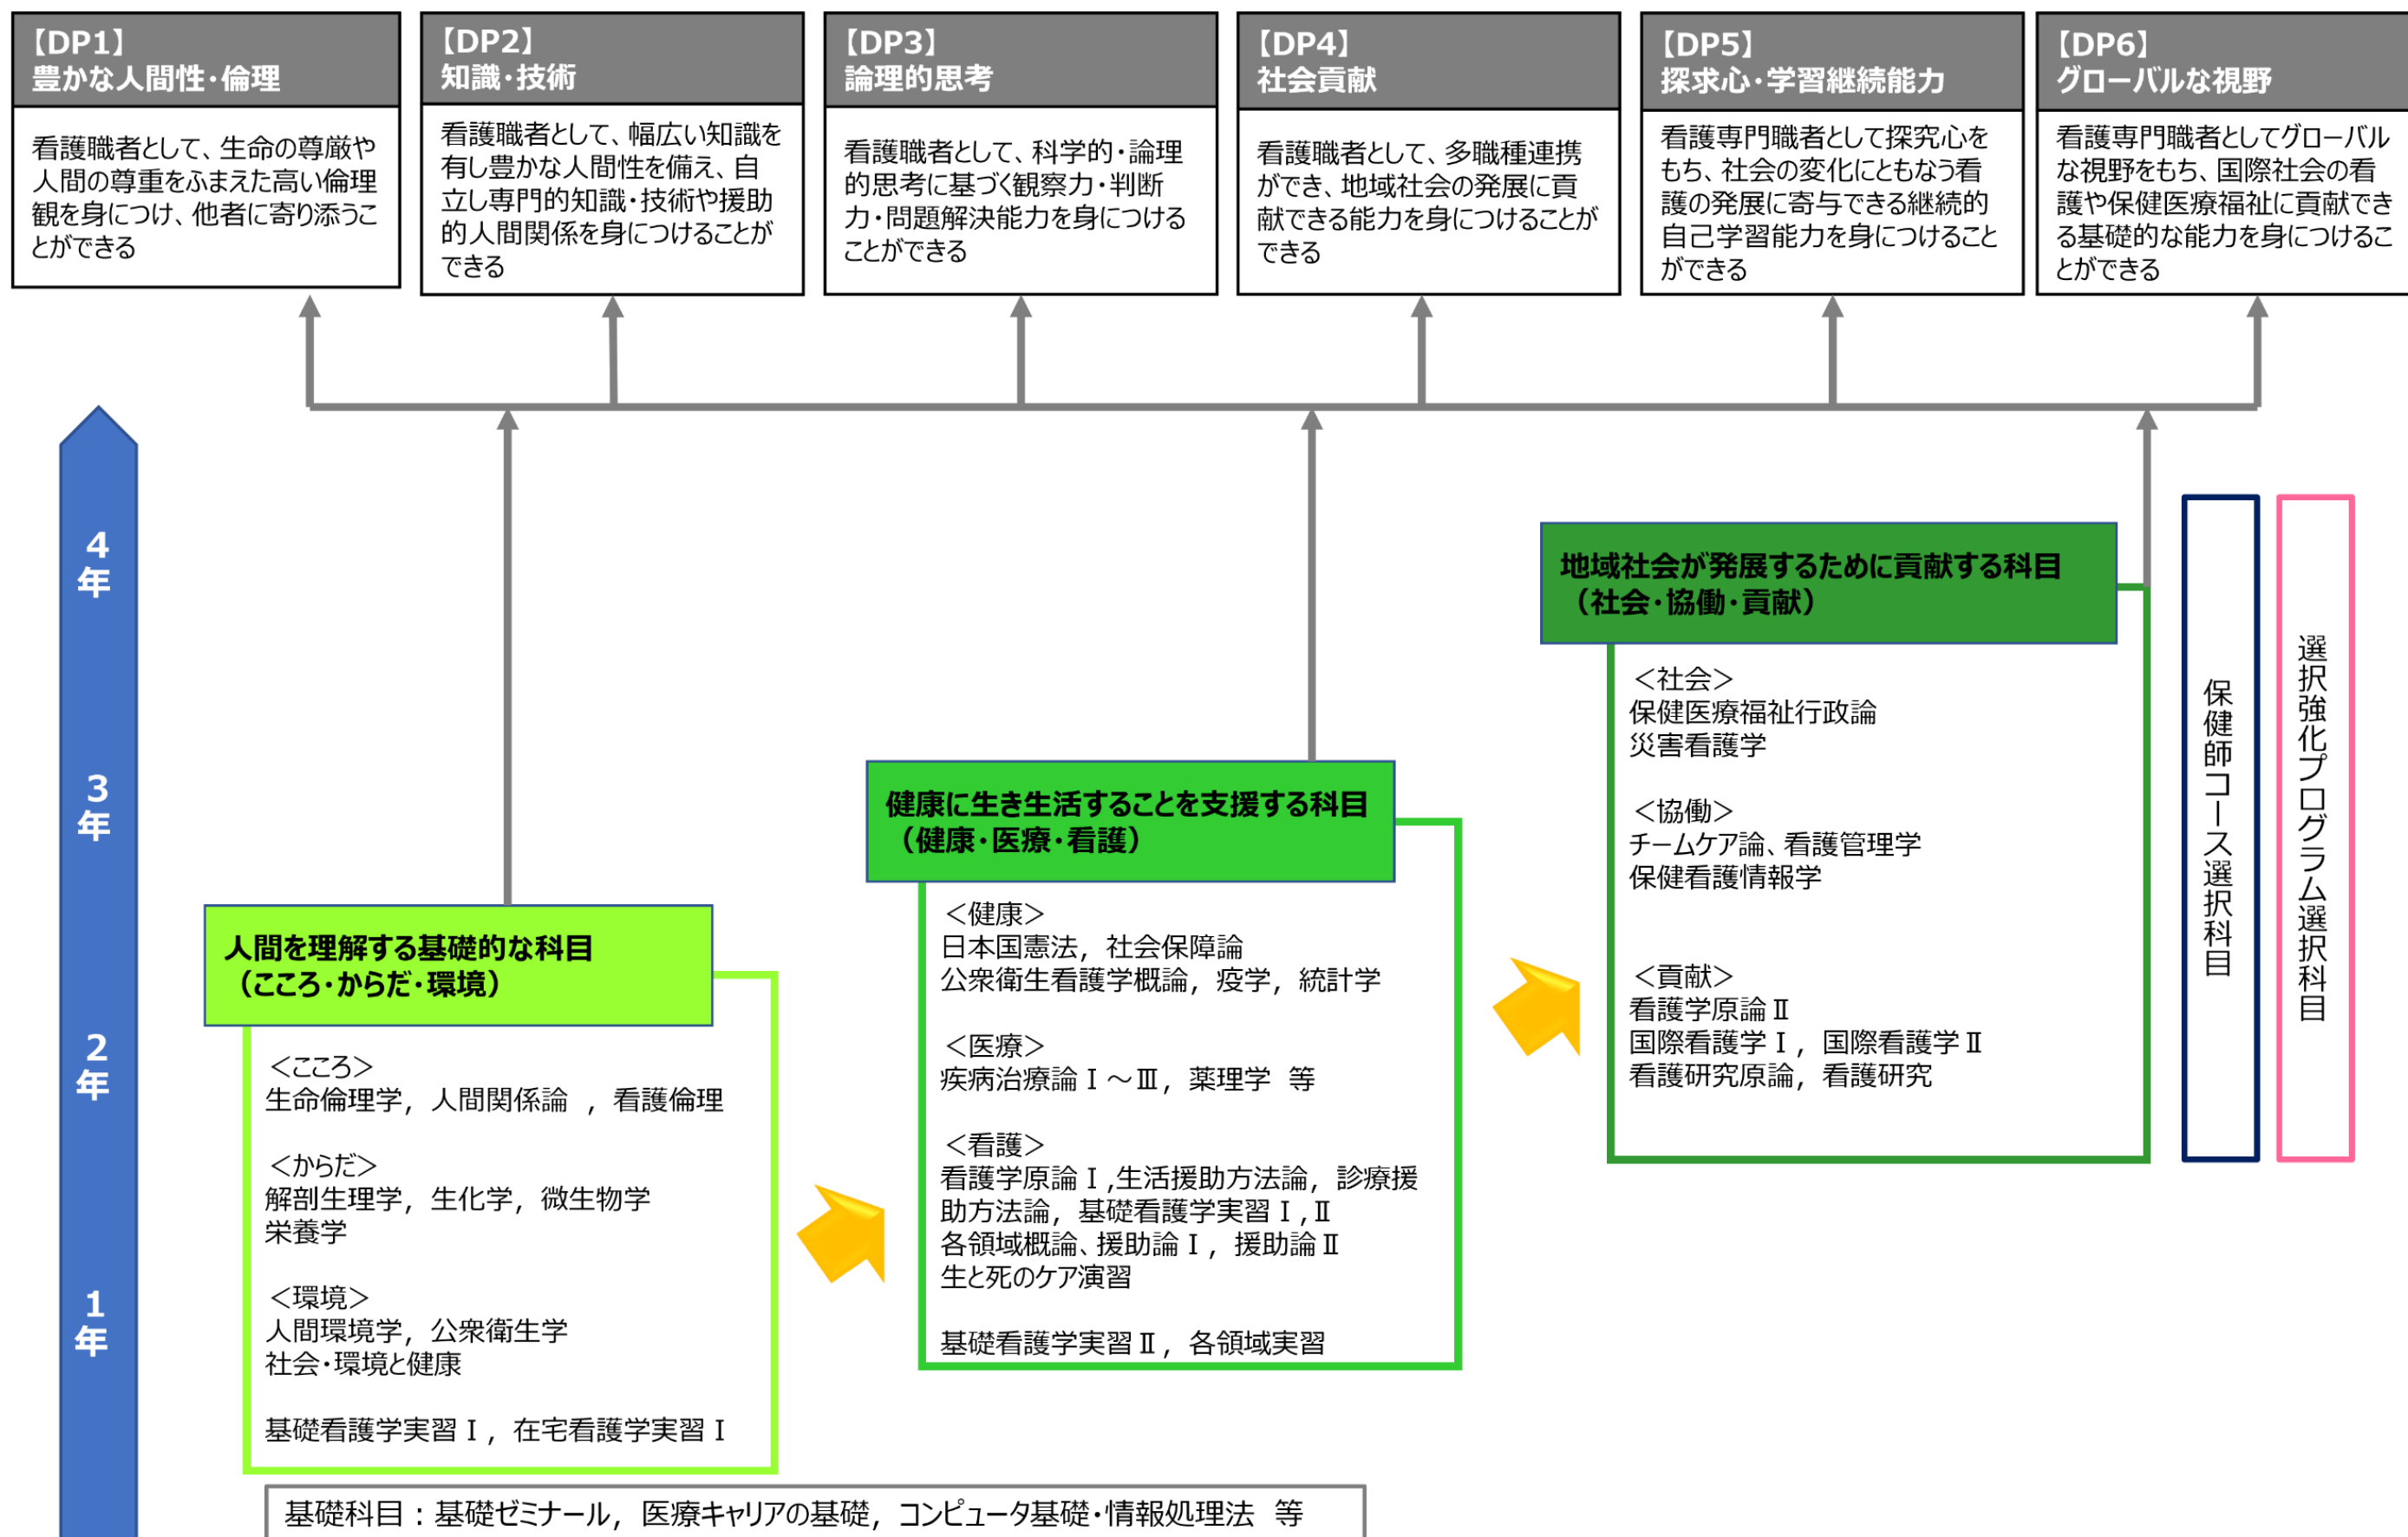 【DP1】
豊かな人間性・倫理
看護職者として、生命の尊厳や
人間の尊重をふまえた高い倫理
観を身につけ、他者に寄り添うこ
とができる
【DP2】
知識・技術
看護職者として、幅広い知識を
有し豊かな人間性を備え、自
立し専門的知識・技術や援助
的人間関係を身につけることが
できる
【DP3】
論理的思考
看護職者として、科学的・論理
的思考に基づく観察力・判断
力・問題解決能力を身につける
ことができる
【DP4】
社会貢献
看護職者として、多職種連携
ができ、地域社会の発展に貢
献できる能力を身につけることが
できる
【DP5】
探求心・学習継続能力
看護専門職者として探究心を
もち、社会の変化にともなう看
護の発展に寄与できる継続的
自己学習能力を身につけること
ができる
【DP6】
グローバルな視野
看護専門職者としてグローバル
な視野をもち、国際社会の看
護や保健医療福祉に貢献でき
る基礎的な能力を身につけるこ
とができる
4
年
3
年
2
年
1
年
人間を理解する基礎的な科目
（こころ・からだ・環境）
＜こころ＞
生命倫理学，人間関係論　，看護倫理
＜からだ＞
解剖生理学，生化学，微生物学
栄養学
＜環境＞
人間環境学，公衆衛生学
社会・環境と健康
基礎看護学実習Ⅰ，在宅看護学実習Ⅰ
健康に生き生活することを支援する科目
（健康・医療・看護）
＜健康＞
日本国憲法，社会保障論
公衆衛生看護学概論，疫学，統計学
＜医療＞
疾病治療論Ⅰ～Ⅲ，薬理学　等
＜看護＞
看護学原論Ⅰ,生活援助方法論，診療援
助方法論，基礎看護学実習Ⅰ,Ⅱ
各領域概論、援助論Ⅰ，援助論Ⅱ
生と死のケア演習
基礎看護学実習Ⅱ，各領域実習
地域社会が発展するために貢献する科目
（社会・協働・貢献）
＜社会＞
保健医療福祉行政論
災害看護学
＜協働＞
チームケア論、看護管理学
保健看護情報学
＜貢献＞
看護学原論Ⅱ
国際看護学Ⅰ，国際看護学Ⅱ
看護研究原論，看護研究
保健師コース選択科目
選択強化プログラム選択科目
基礎科目：基礎ゼミナール，医療キャリアの基礎，コンピュータ基礎・情報処理法　等